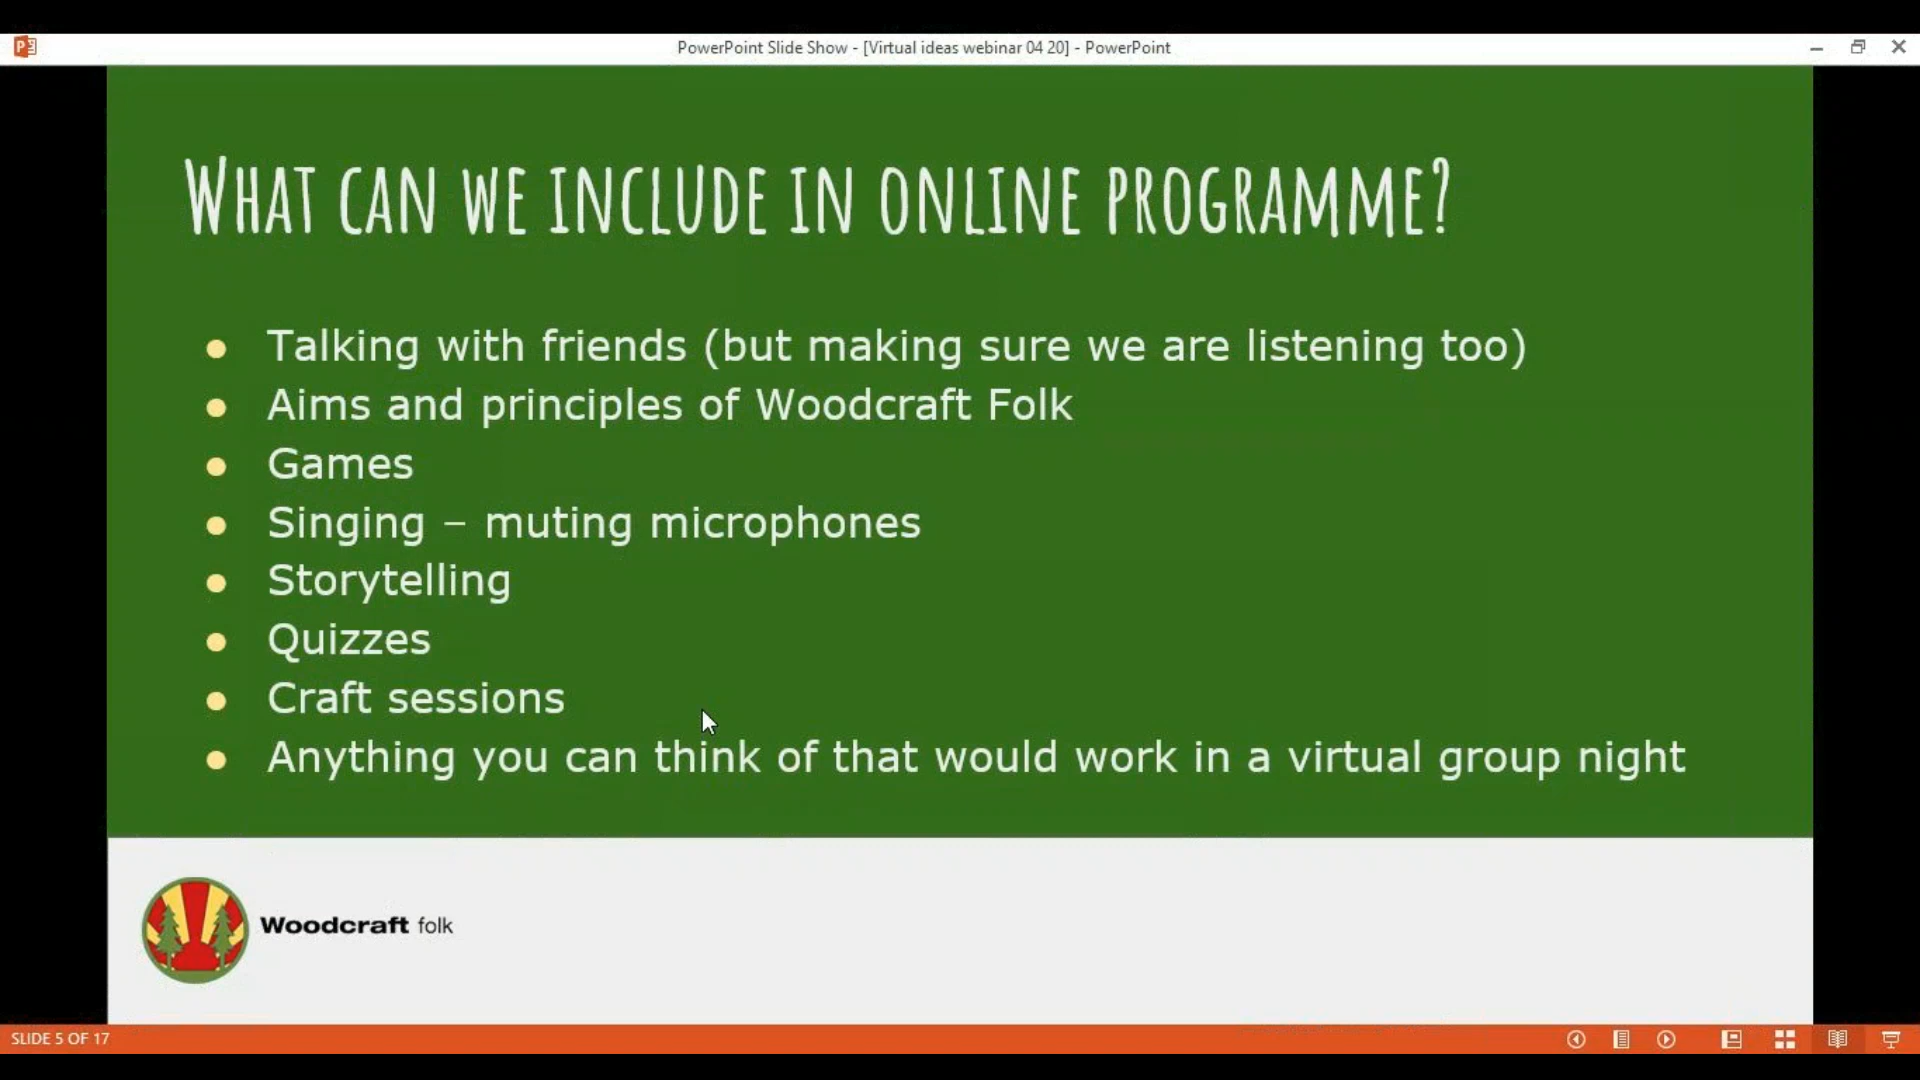 PowerPoint Slide Show - [Virtual ideas webinar 04 20] - PowerPoint
What can we include in online programme?
Talking with friends (but making sure we are listening too)
Aims and principles of Woodcraft Folk
Games
Singing – muting microphones
Storytelling
Quizzes
Craft sessions
Anything you can think of that would work in a virtual group night
Woodcraft folk
SLIDE 5 OF 17